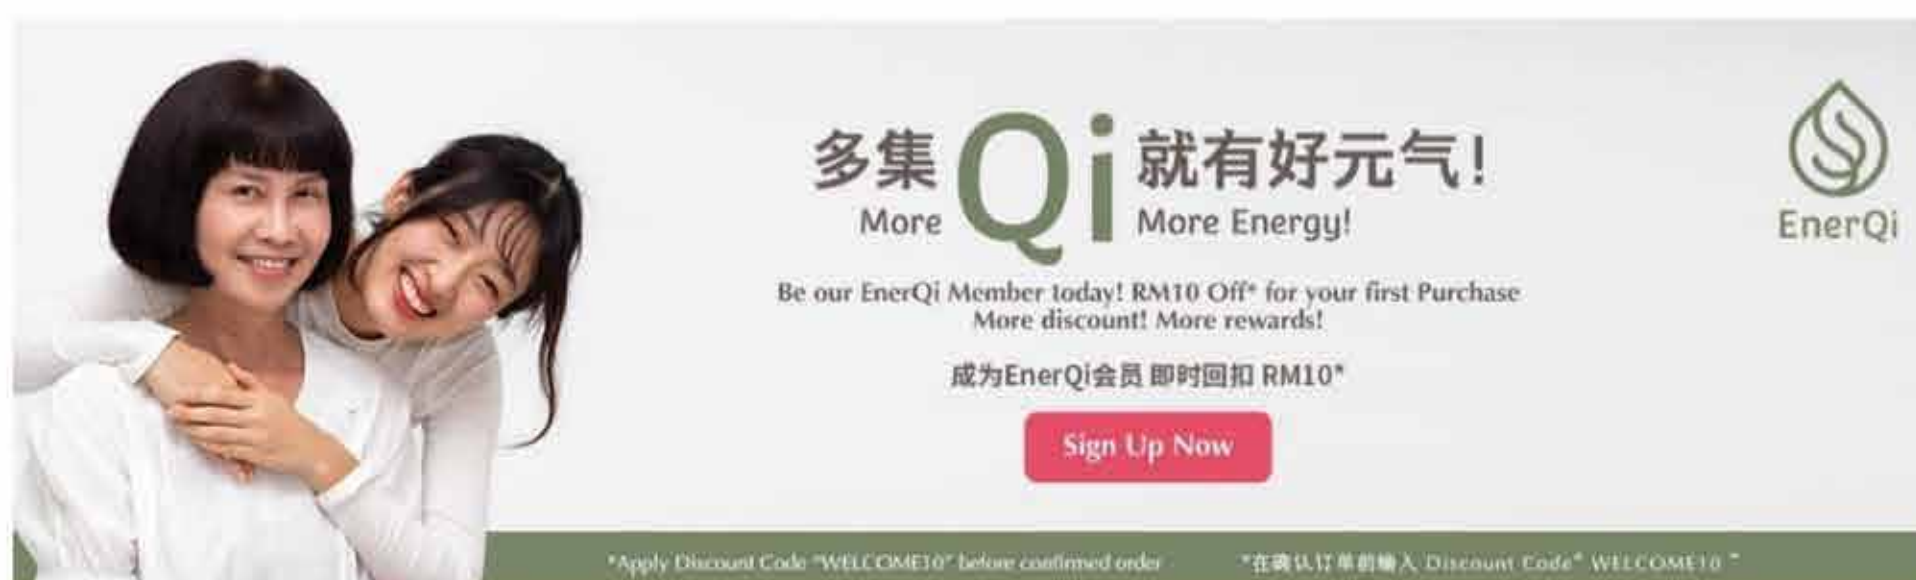 多集 Qi 就有好元气!
More More Energy!
EnerQi
Be our EnerQi Member today! RM10 Off* for your first Purchase
More discount! More rewards!
成为EnerQi会员 即时回扣 RM10*
Sign Up Now
*Apply Discount Code "WELCOME10" before confirmed order
*在确认订单前输入 Discount Code" WELCOME10 "